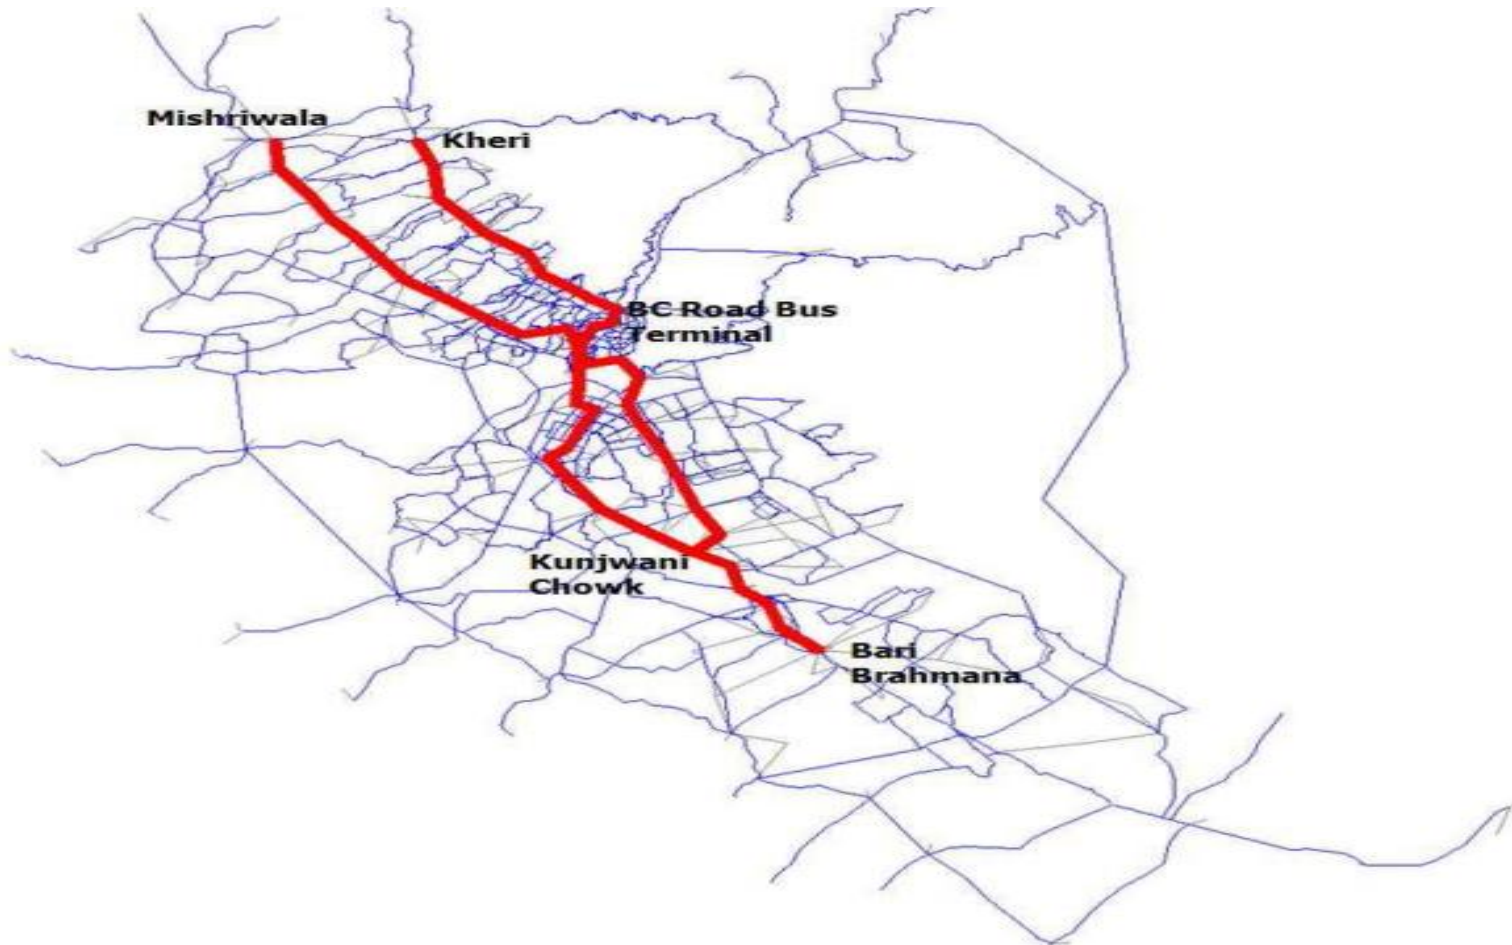 Mishriwala
Kheri
BC Road Bus
Terminal
Kunjwani
Chowk
Bari
Brahmana